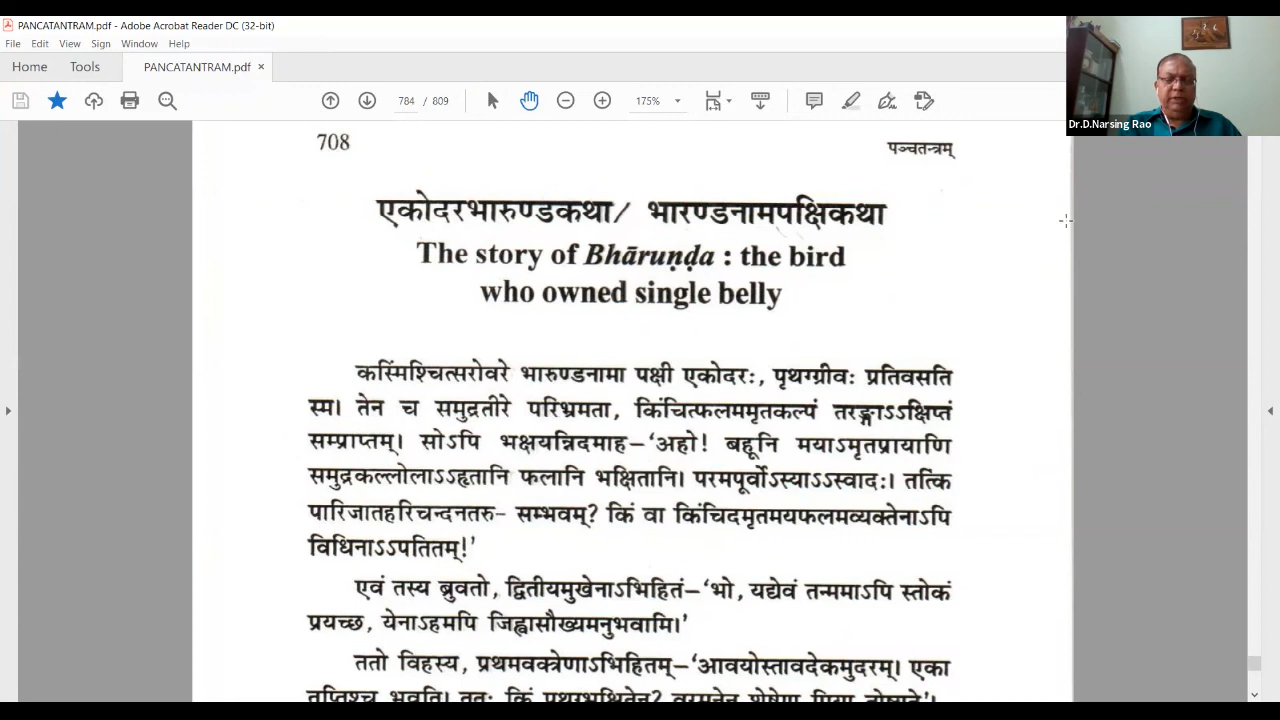 PANCATANTRAM.pdf - Adobe Acrobat Reader DC (32-bit)
File Edit View Sign Window Help
Home Tools PANCATANTRAM.pdf ×
784 / 809 175%
Dr.D.Narsing Rao
708 पञ्चतन्त्रम्
एकोदरभारुण्डकथा/ भारण्डनामपक्षिकथा
The story of Bhāruṇḍa : the bird
who owned single belly
कस्मिंश्चित्सरोवरे भारुण्डनामा पक्षी एकोदरः, पृथग्ग्रीवः प्रतिवसति
स्म। तेन च समुद्रतीरे परिभ्रमता, किंचित्फलममृतकल्पं तरङ्गाऽऽक्षिप्तं
सम्प्राप्तम्। सोऽपि भक्षयन्निदमाह–‘अहो! बहूनि मयाऽमृतप्रायाणि
समुद्रकल्लोलाऽऽहृतानि फलानि भक्षितानि। परमपूर्वोऽस्याऽऽस्वादः। तत्किं
पारिजातहरिचन्दनतरु- सम्भवम्? किं वा किंचिदमृतमयफलमव्यक्तेनाऽपि
विधिनाऽऽपतितम्!’
एवं तस्य ब्रुवतो, द्वितीयमुखेनाऽभिहितं–‘भो, यद्येवं तन्ममाऽपि स्तोकं
प्रयच्छ, येनाऽहमपि जिह्वासौख्यमनुभवामि।’
ततो विहस्य, प्रथमवक्त्रेणाऽभिहितम्–‘आवयोस्तावदेकमुदरम्। एका
तृप्तिश्च भवति। ततः किं पृथग्भक्षितेन? वरमनेन शेषेण प्रिया तोष्यते’।